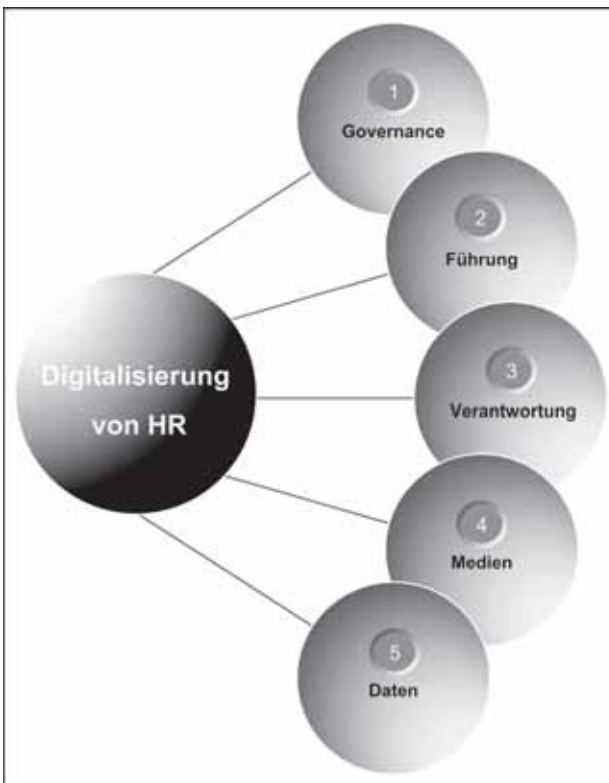 Digitalisierung
von HR
1
Governance
2
Führung
3
Verantwortung
4
Medien
5
Daten